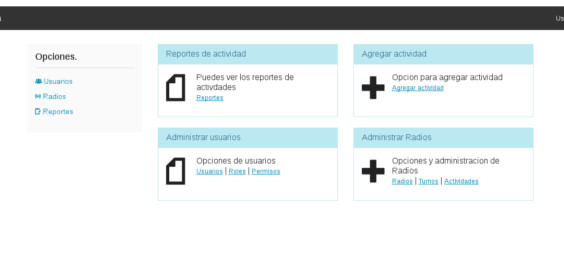 Us
Opciones.
Usuarios
Radios
Reportes
Reportes de actividad
Puedes ver los reportes de
activdades
Reportes
Agregar actividad
Opcion para agregar actividad
Agregar actividad
Administrar usuarios
Opciones de usuarios
Usuarios | Roles | Permisos
Administrar Radios
Opciones y administracion de
Radios
Radios | Turnos | Actividades